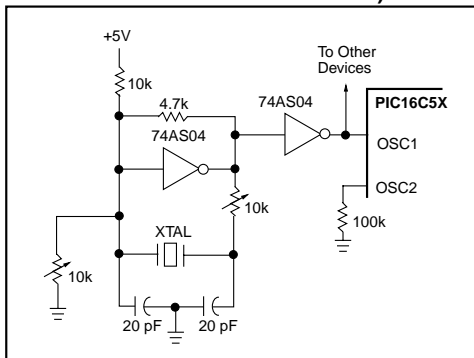 +5V
To Other
Devices
10k
4.7k
PIC16C5X
74AS04
74AS04
OSC1
OSC2
10k
XTAL
100k
10k
20 pF
20 pF